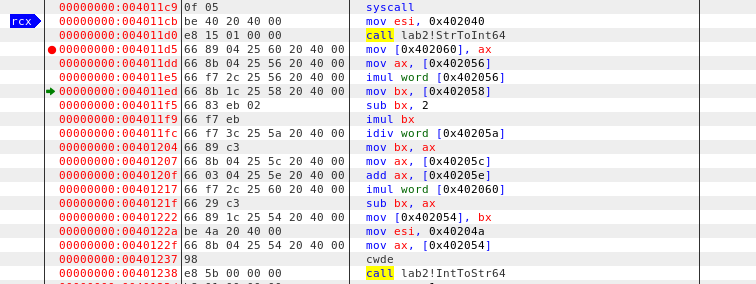 00000000:004011c9 0f 05 syscall
rcx 00000000:004011cb be 40 20 40 00 mov esi, 0x402040
00000000:004011d0 e8 15 01 00 00 call lab2!StrToInt64
00000000:004011d5 66 89 04 25 60 20 40 00 mov [0x402060], ax
00000000:004011dd 66 8b 04 25 56 20 40 00 mov ax, [0x402056]
00000000:004011e5 66 f7 2c 25 56 20 40 00 imul word [0x402056]
00000000:004011ed 66 8b 1c 25 58 20 40 00 mov bx, [0x402058]
00000000:004011f5 66 83 eb 02 sub bx, 2
00000000:004011f9 66 f7 eb imul bx
00000000:004011fc 66 f7 3c 25 5a 20 40 00 idiv word [0x40205a]
00000000:00401204 66 89 c3 mov bx, ax
00000000:00401207 66 8b 04 25 5c 20 40 00 mov ax, [0x40205c]
00000000:0040120f 66 03 04 25 5e 20 40 00 add ax, [0x40205e]
00000000:00401217 66 f7 2c 25 60 20 40 00 imul word [0x402060]
00000000:0040121f 66 29 c3 sub bx, ax
00000000:00401222 66 89 1c 25 54 20 40 00 mov [0x402054], bx
00000000:0040122a be 4a 20 40 00 mov esi, 0x40204a
00000000:0040122f 66 8b 04 25 54 20 40 00 mov ax, [0x402054]
00000000:00401237 98 cwde
00000000:00401238 e8 5b 00 00 00 call lab2!IntToStr64